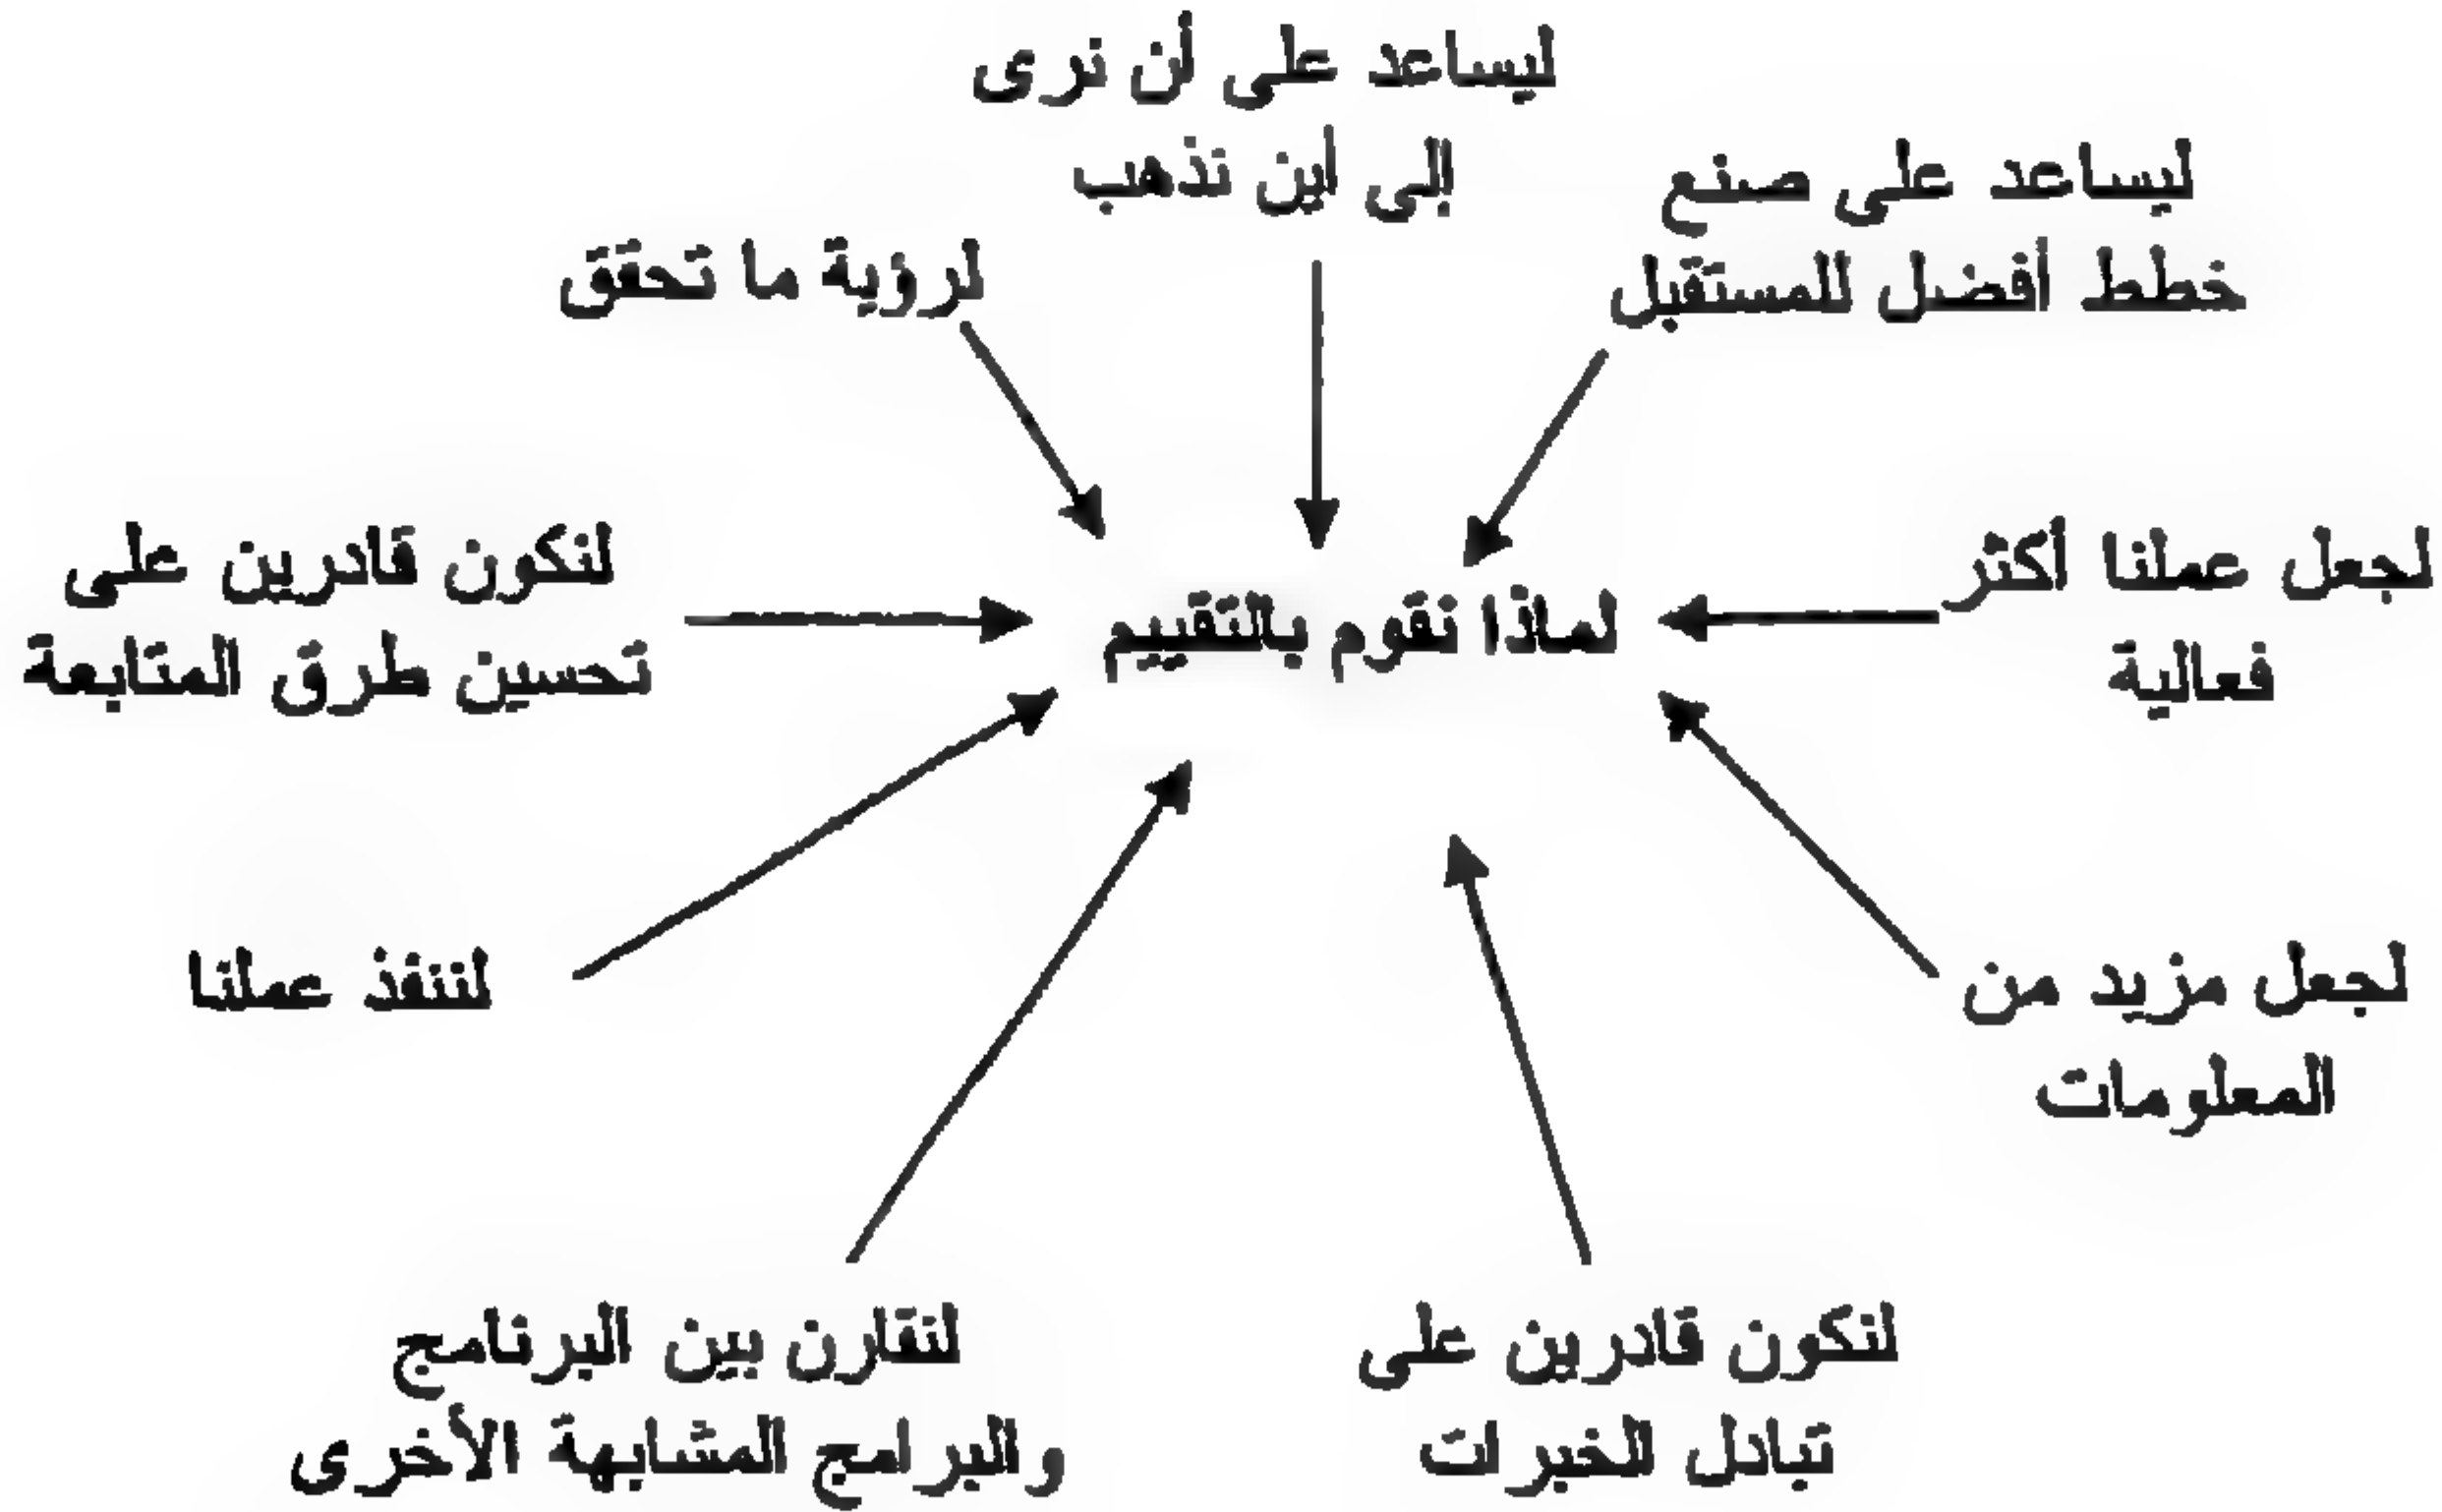 ليساعد على أن نرى
إلى أين نذهب
ليساعد على صنع
خطط أفضل للمستقبل
لرؤية ما تحقق
لجعل عملنا أكثر
فعالية
لماذا نقوم بالتقييم
لنكون قادرين على
تحسين طرق المتابعة
لجعل مزيد من
المعلومات
لننفذ عملنا
لنكون قادرين على
تبادل الخبرات
لنقارن بين البرنامج
والبرامج المشابهة الأخرى